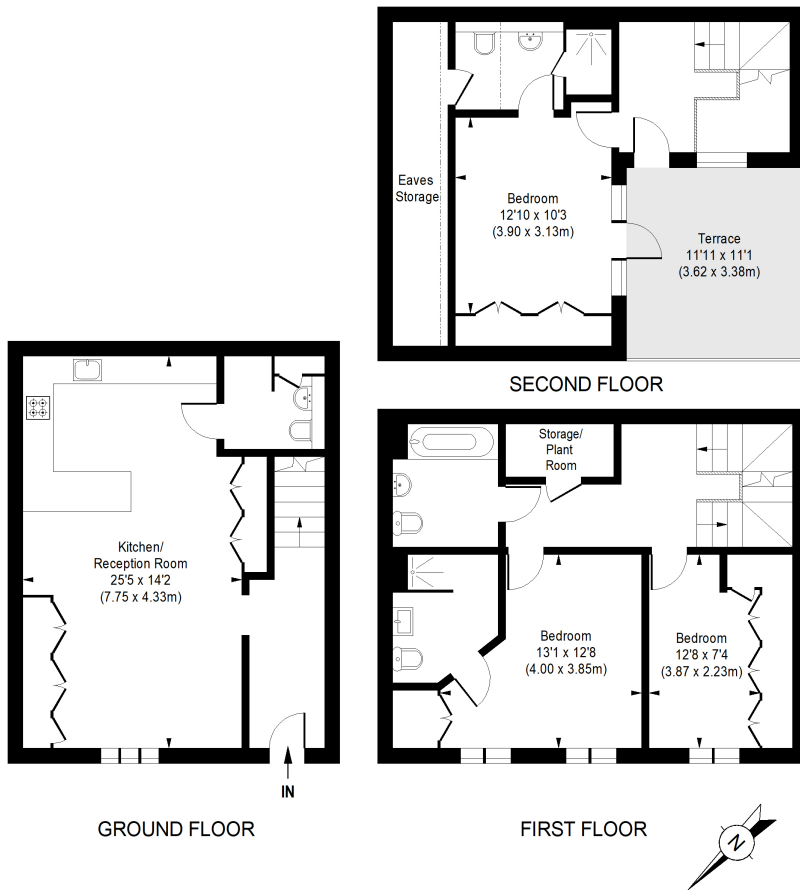 Eaves
Storage
Bedroom
12'10 x 10'3
(3.90 x 3.13m)
Terrace
11'11 x 11'1
(3.62 x 3.38m)
SECOND FLOOR
Storage/
Plant
Room
Kitchen/
Reception Room
25'5 x 14'2
(7.75 x 4.33m)
Bedroom
13'1 x 12'8
(4.00 x 3.85m)
Bedroom
12'8 x 7'4
(3.87 x 2.23m)
IN
GROUND FLOOR
FIRST FLOOR
N